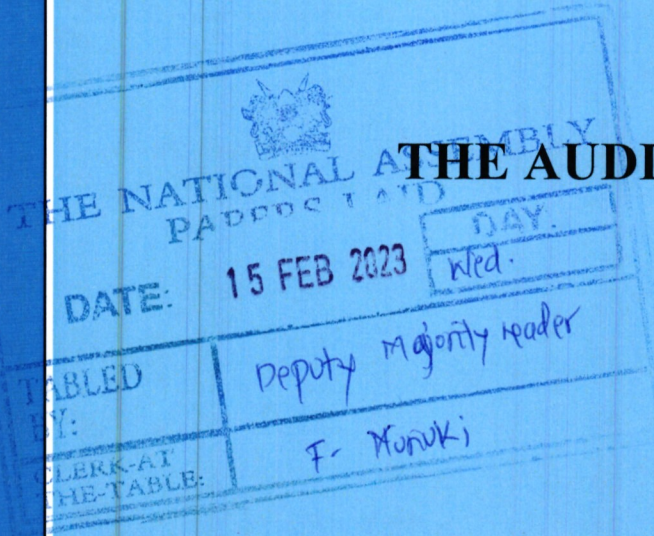 THE AUDI
THE NATIONAL ASSEMBLY
PAPERS LAID
DAY:
DATE: 15 FEB 2023 Wed.
TABLED BY: Deputy Majority Leader
CLERK-AT THE-TABLE: